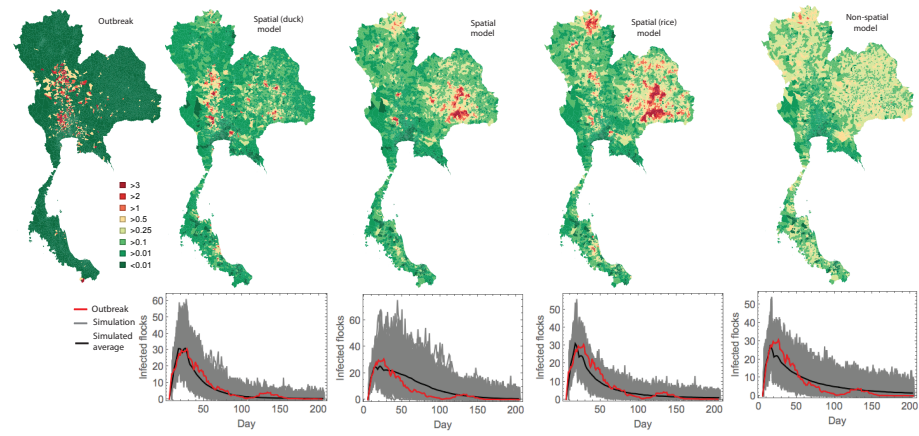 Outbreak
Spatial (duck)
model
Spatial
model
Spatial (rice)
model
Non-spatial
model
>3
>2
>1
>0.5
>0.25
>0.1
>0.01
<0.01
Outbreak
Simulation
Simulated
average
Infected flocks
60
50
40
30
20
10
0
50 100 150 200
Day
Infected flocks
70
60
50
40
30
20
10
0
0 50 100 150 200
Day
Infected flocks
50
40
30
20
10
0
50 100 150 200
Day
Infected flocks
50
40
30
20
10
0
0 50 100 150 200
Day